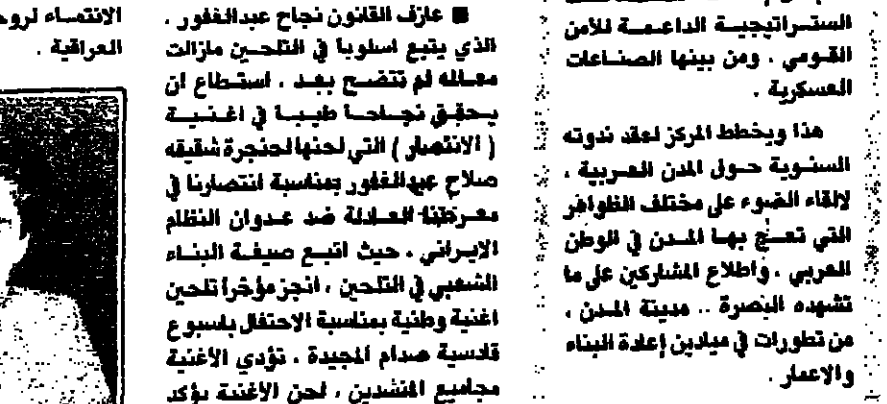 الستراتيجية الداعمة للأمن
القومي . ومن بينها الصناعات
العسكرية .
هذا ويخطط المركز لعقد ندوته
السنوية حول المدن العربية .
لالقاء الضوء على مختلف الظواهر
التي تعج بها المدن في الوطن
العربي . واطلاع المشاركين على ما
تشهده البصرة .. مدينة المدن ،
من تطورات في ميادين إعادة البناء
والاعمار .
■ عازف القانون نجاح عبدالغفور .
الذي يتبع اسلوبا في التلحين مازالت
معالمه لم تتضح بعد . استطاع ان
يحقق نجاحا طيبا في اغنية
( الانتصار ) التي لحنها لحنجرة شقيقه
صلاح عبدالغفور بمناسبة انتصارنا في
معركتنا العادلة ضد عدوان النظام
الايراني . حيث اتبع صيغة البناء
الشعبي في التلحين ، انجز مؤخراً تلحين
اغنية وطنية بمناسبة الاحتفال باسبوع
قادسية صدام المجيدة . تؤدي الأغنية
مجاميع المنشدين . لحن الأغنية يؤكد
الانتماء لروح
العراقية .